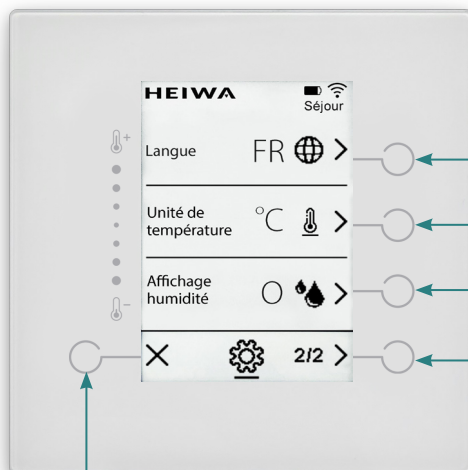 HEIWA
Séjour
Langue FR
Unité de
température °C
Affichage
humidité O
2/2